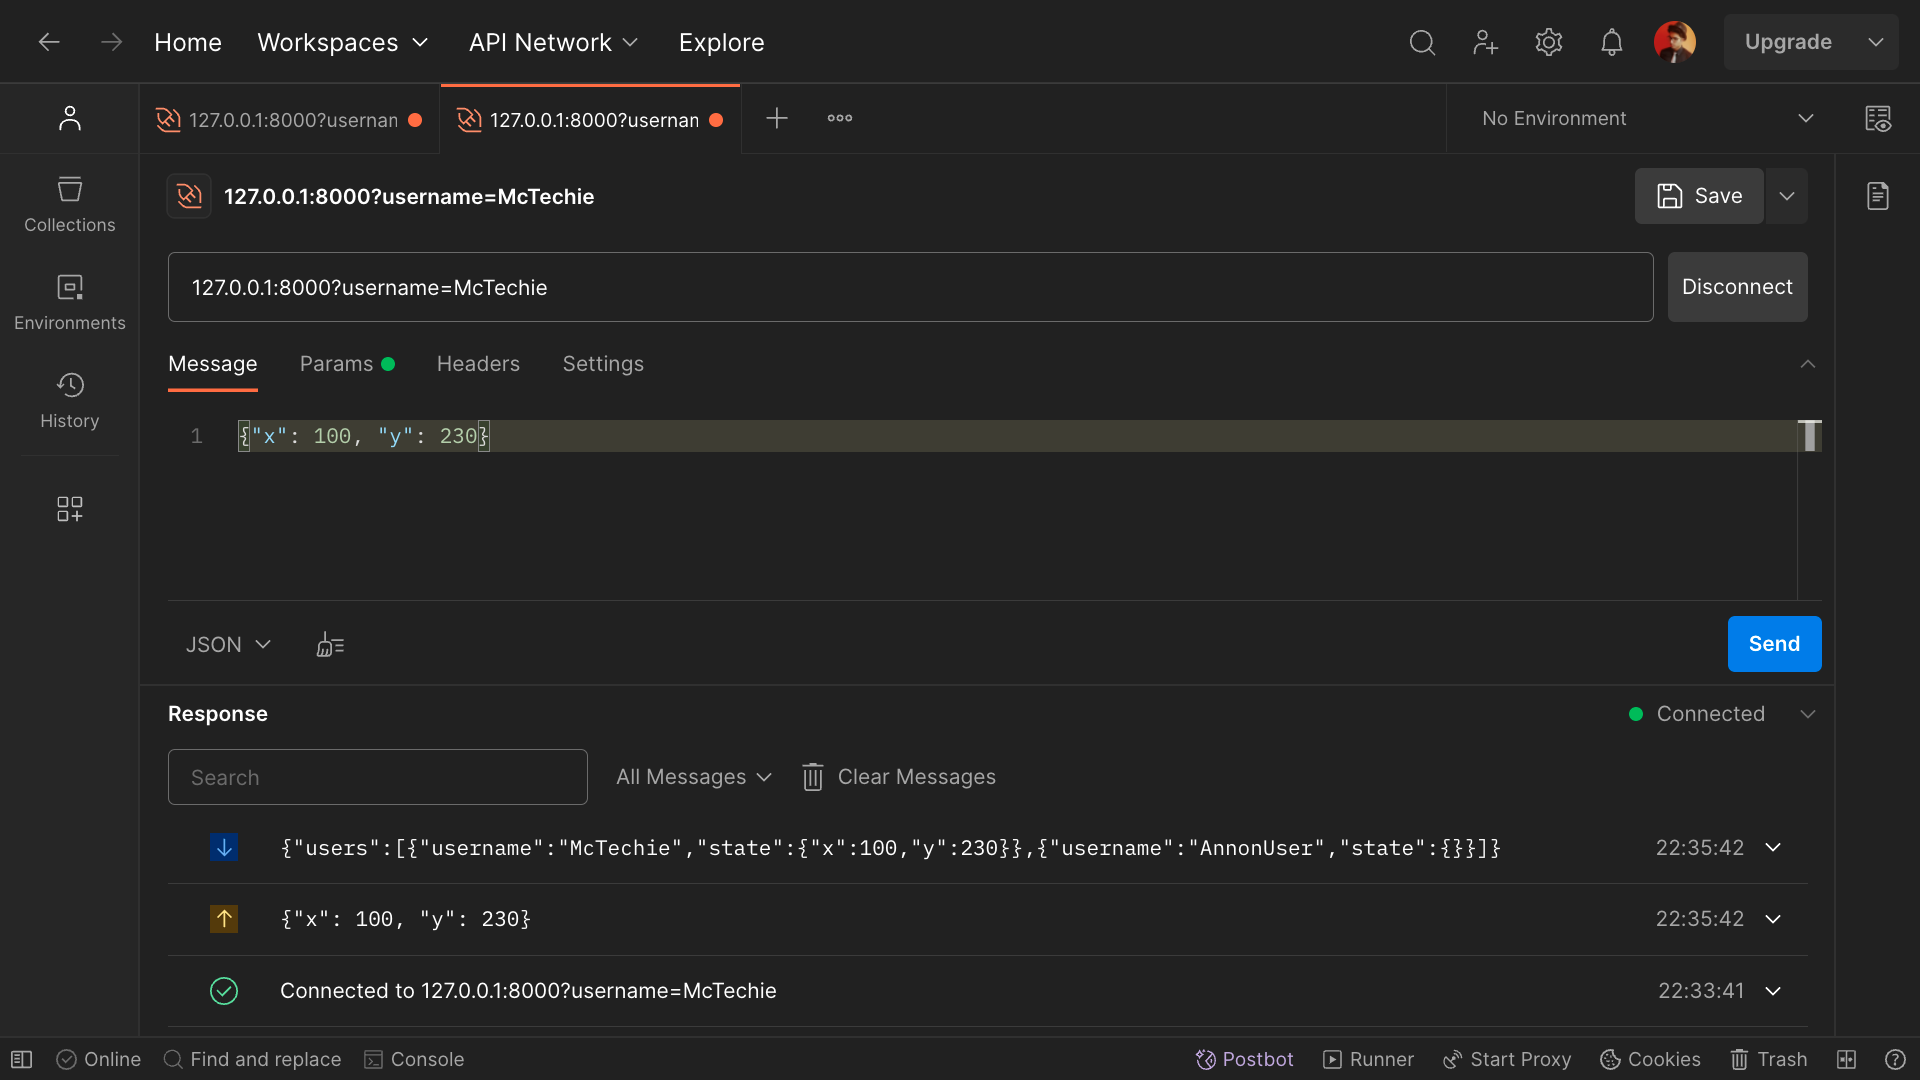 Home Workspaces API Network Explore Upgrade
127.0.0.1:8000?usernan 127.0.0.1:8000?usernan No Environment
127.0.0.1:8000?username=McTechie Save
Collections
127.0.0.1:8000?username=McTechie Disconnect
Environments
Message Params Headers Settings
History
1 {"x": 100, "y": 230}
JSON Send
Response Connected
Search All Messages Clear Messages
{"users":[{"username":"McTechie","state":{"x":100,"y":230}},{"username":"AnnonUser","state":{}}]} 22:35:42
{"x": 100, "y": 230} 22:35:42
Connected to 127.0.0.1:8000?username=McTechie 22:33:41
Online Find and replace Console Postbot Runner Start Proxy Cookies Trash